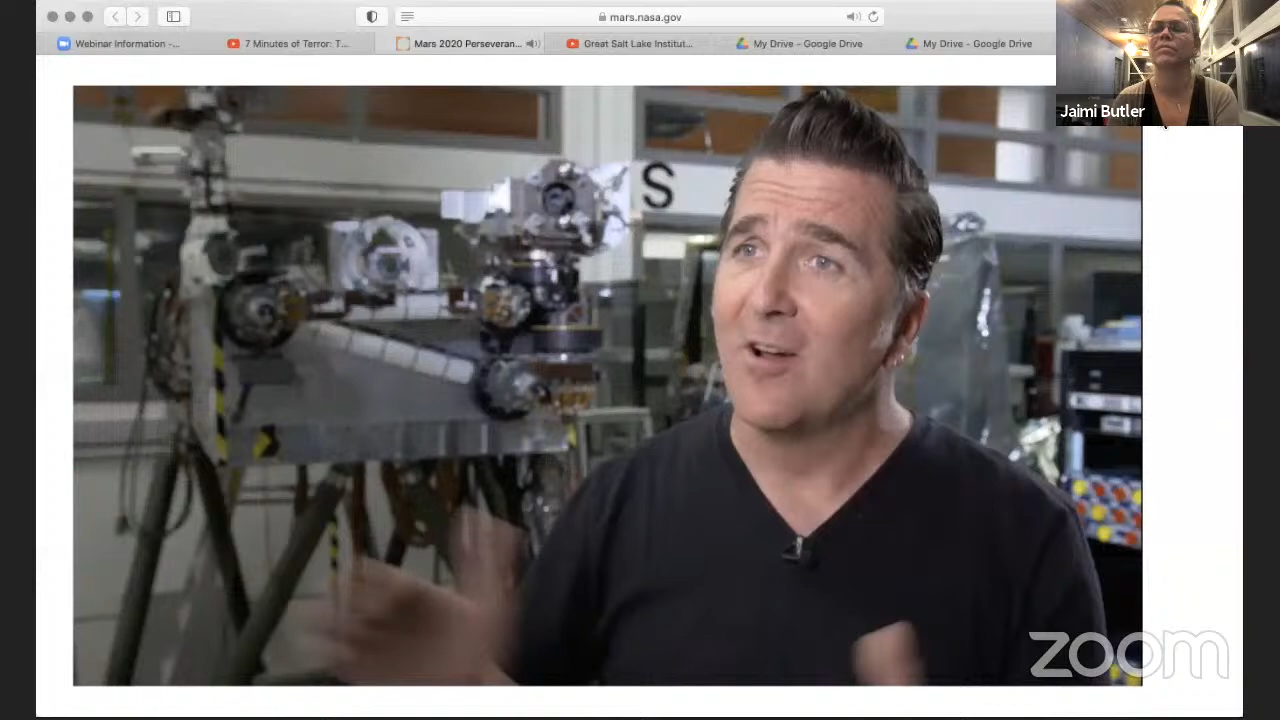 mars.nasa.gov
Webinar Information -...
7 Minutes of Terror: T...
Mars 2020 Perseveran...
Great Salt Lake Institut...
My Drive - Google Drive
My Drive - Google Drive
Jaimi Butler
S
zoom